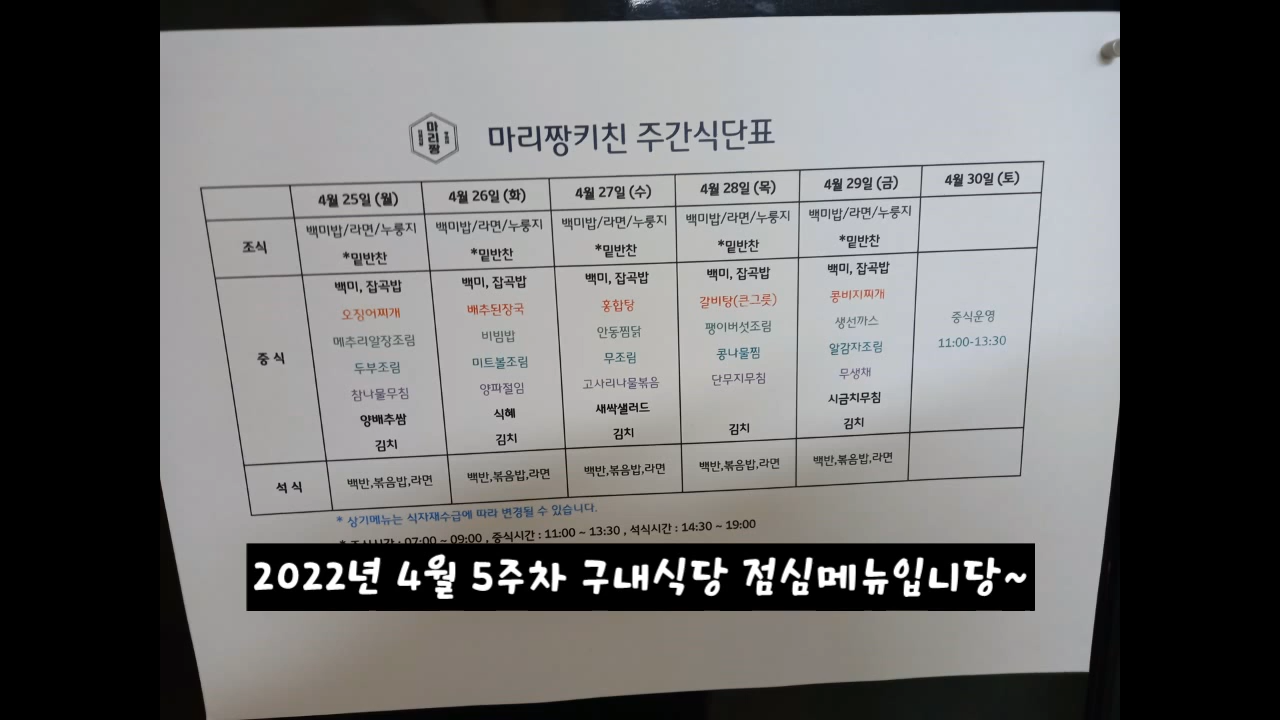 마리짱
마리짱키친 주간식단표
4월 25일 (월) 4월 26일 (화) 4월 27일 (수) 4월 28일 (목) 4월 29일 (금) 4월 30일 (토)
조식 백미밥/라면/누룽지 백미밥/라면/누룽지 백미밥/라면/누룽지 백미밥/라면/누룽지 백미밥/라면/누룽지
*밑반찬 *밑반찬 *밑반찬 *밑반찬 *밑반찬
중식 백미, 잡곡밥 백미, 잡곡밥 백미, 잡곡밥 백미, 잡곡밥 백미, 잡곡밥
오징어찌개 배추된장국 홍합탕 갈비탕(큰그릇) 콩비지찌개
메추리알장조림 비빔밥 안동찜닭 팽이버섯조림 생선까스 중식운영
두부조림 미트볼조림 무조림 콩나물찜 알감자조림 11:00-13:30
참나물무침 양파절임 고사리나물볶음 단무지무침 무생채
양배추쌈 식혜 새싹샐러드 시금치무침
김치 김치 김치 김치 김치
석식 백반,볶음밥,라면 백반,볶음밥,라면 백반,볶음밥,라면 백반,볶음밥,라면 백반,볶음밥,라면
* 상기메뉴는 식자재수급에 따라 변경될 수 있습니다.
* 조식시간 : 07:00 ~ 09:00 , 중식시간 : 11:00 ~ 13:30 , 석식시간 : 14:30 ~ 19:00
2022년 4월 5주차 구내식당 점심메뉴입니당~